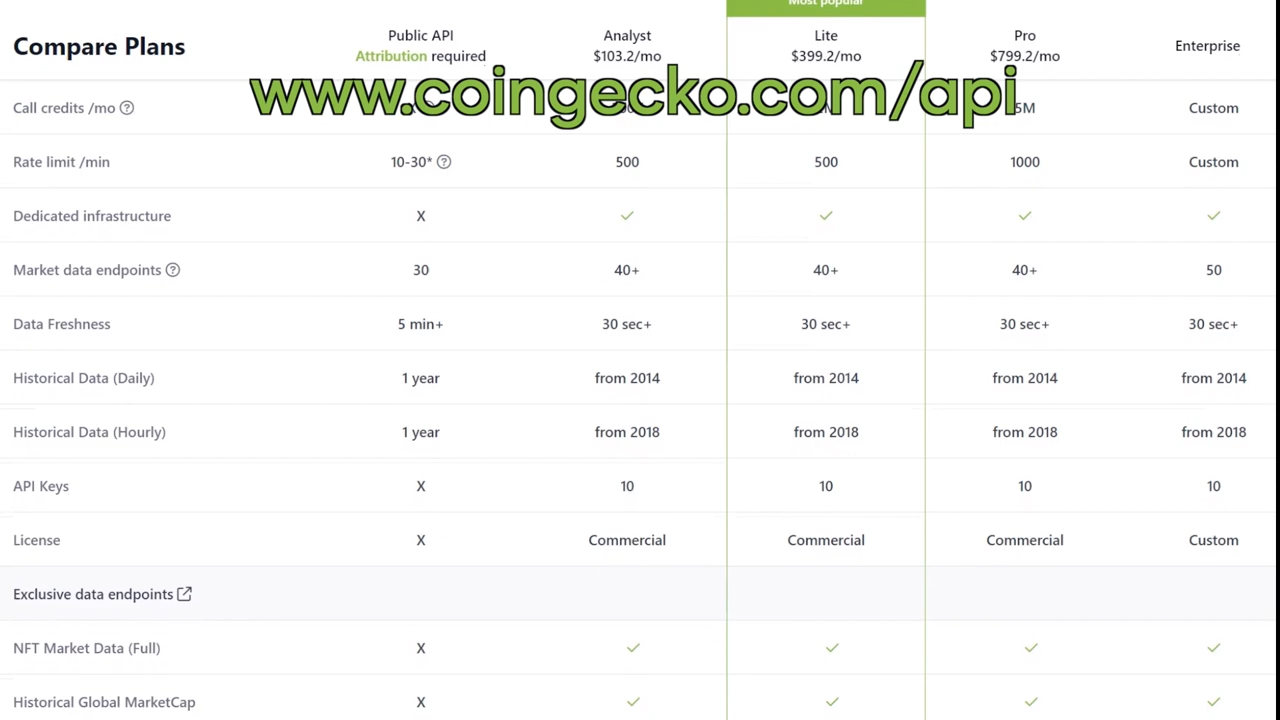 Most popular
Compare Plans
Public API
Attribution required
Analyst
$103.2/mo
Lite
$399.2/mo
Pro
$799.2/mo
Enterprise
www.coingecko.com/api
Call credits /mo Custom
Rate limit /min 10-30* 500 500 1000 Custom
Dedicated infrastructure X
Market data endpoints 30 40+ 40+ 40+ 50
Data Freshness 5 min+ 30 sec+ 30 sec+ 30 sec+ 30 sec+
Historical Data (Daily) 1 year from 2014 from 2014 from 2014 from 2014
Historical Data (Hourly) 1 year from 2018 from 2018 from 2018 from 2018
API Keys X 10 10 10 10
License X Commercial Commercial Commercial Custom
Exclusive data endpoints
NFT Market Data (Full) X
Historical Global MarketCap X